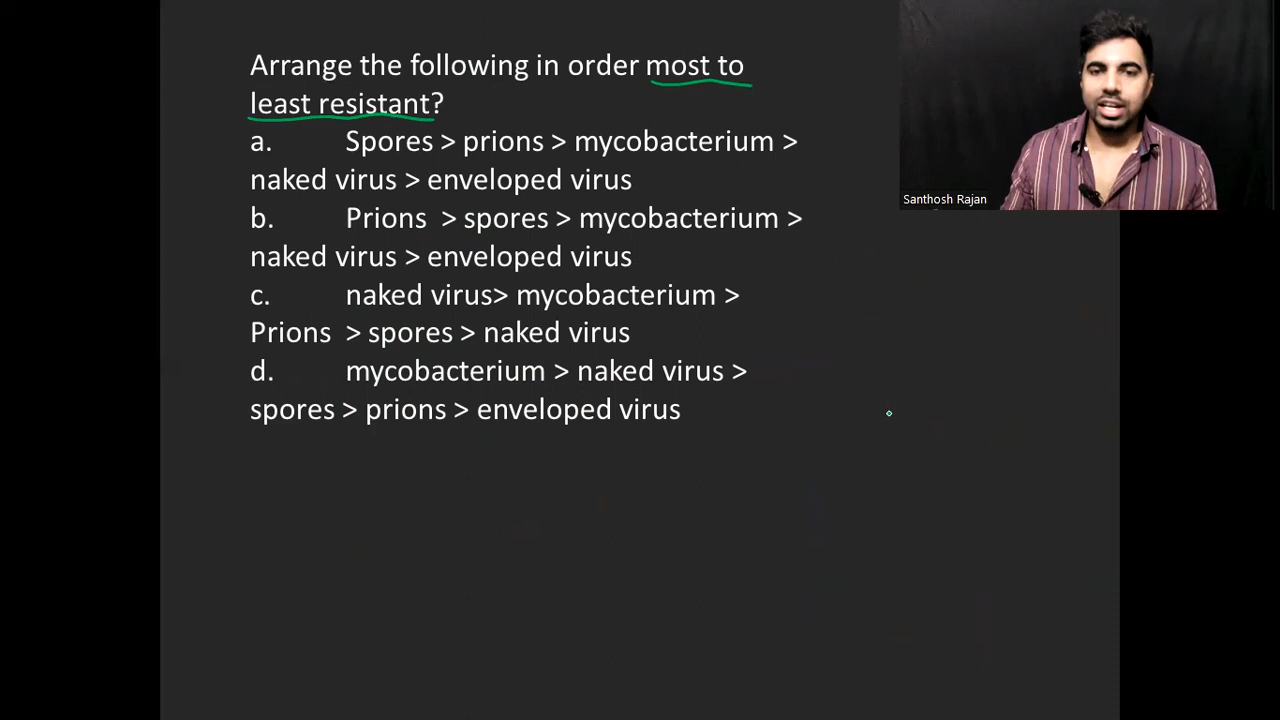 Arrange the following in order most to
least resistant?
a. Spores > prions > mycobacterium >
naked virus > enveloped virus
b. Prions > spores > mycobacterium >
naked virus > enveloped virus
c. naked virus> mycobacterium >
Prions > spores > naked virus
d. mycobacterium > naked virus >
spores > prions > enveloped virus
Santhosh Rajan